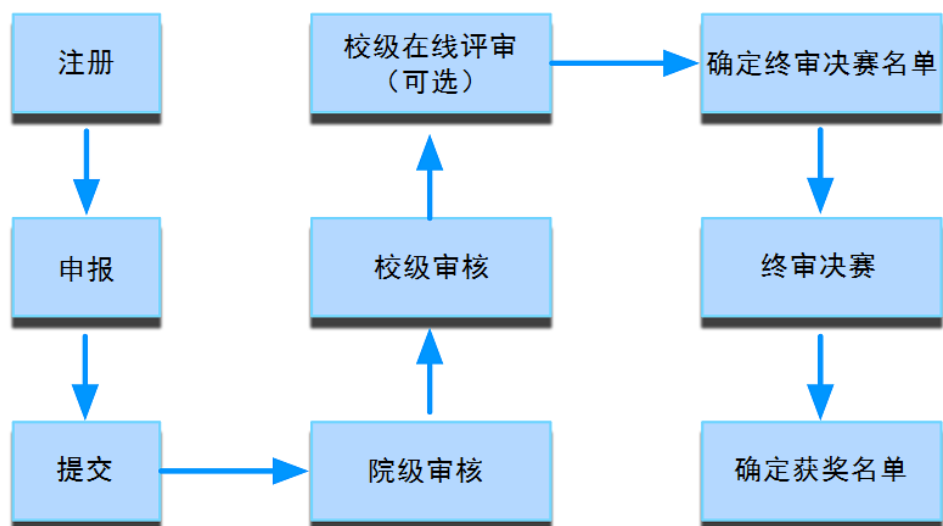 注册
申报
提交
院级审核
校级审核
校级在线评审
（可选）
确定终审决赛名单
终审决赛
确定获奖名单